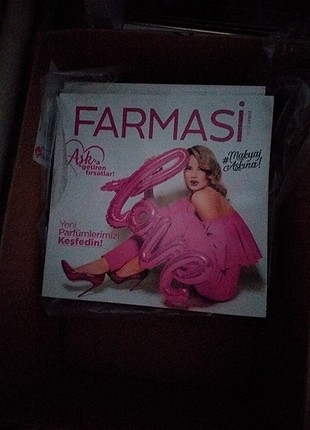 FARMASİ
Aşk
getiren
fırsatlar!
#Makyaj
Aşkına!
love
Yeni
Parfümlerimizi
Keşfedin!